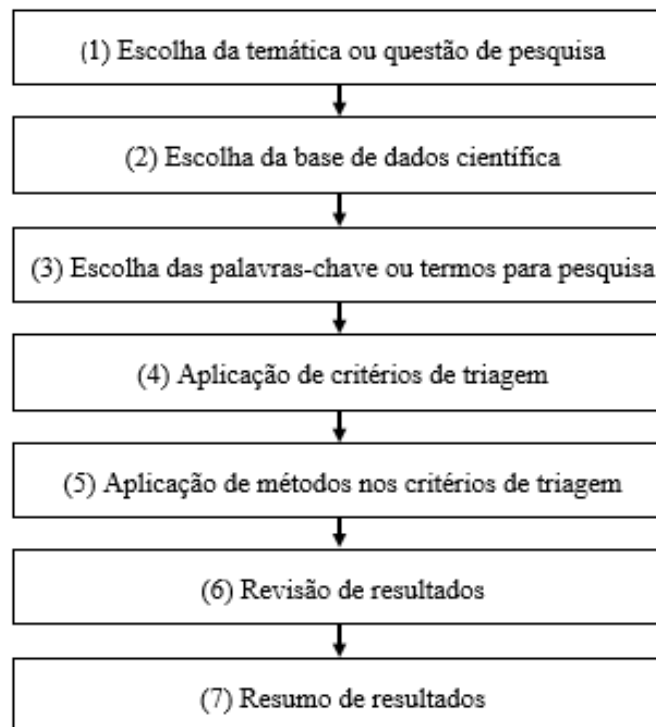 (1) Escolha da temática ou questão de pesquisa
(2) Escolha da base de dados científica
(3) Escolha das palavras-chave ou termos para pesquisa
(4) Aplicação de critérios de triagem
(5) Aplicação de métodos nos critérios de triagem
(6) Revisão de resultados
(7) Resumo de resultados